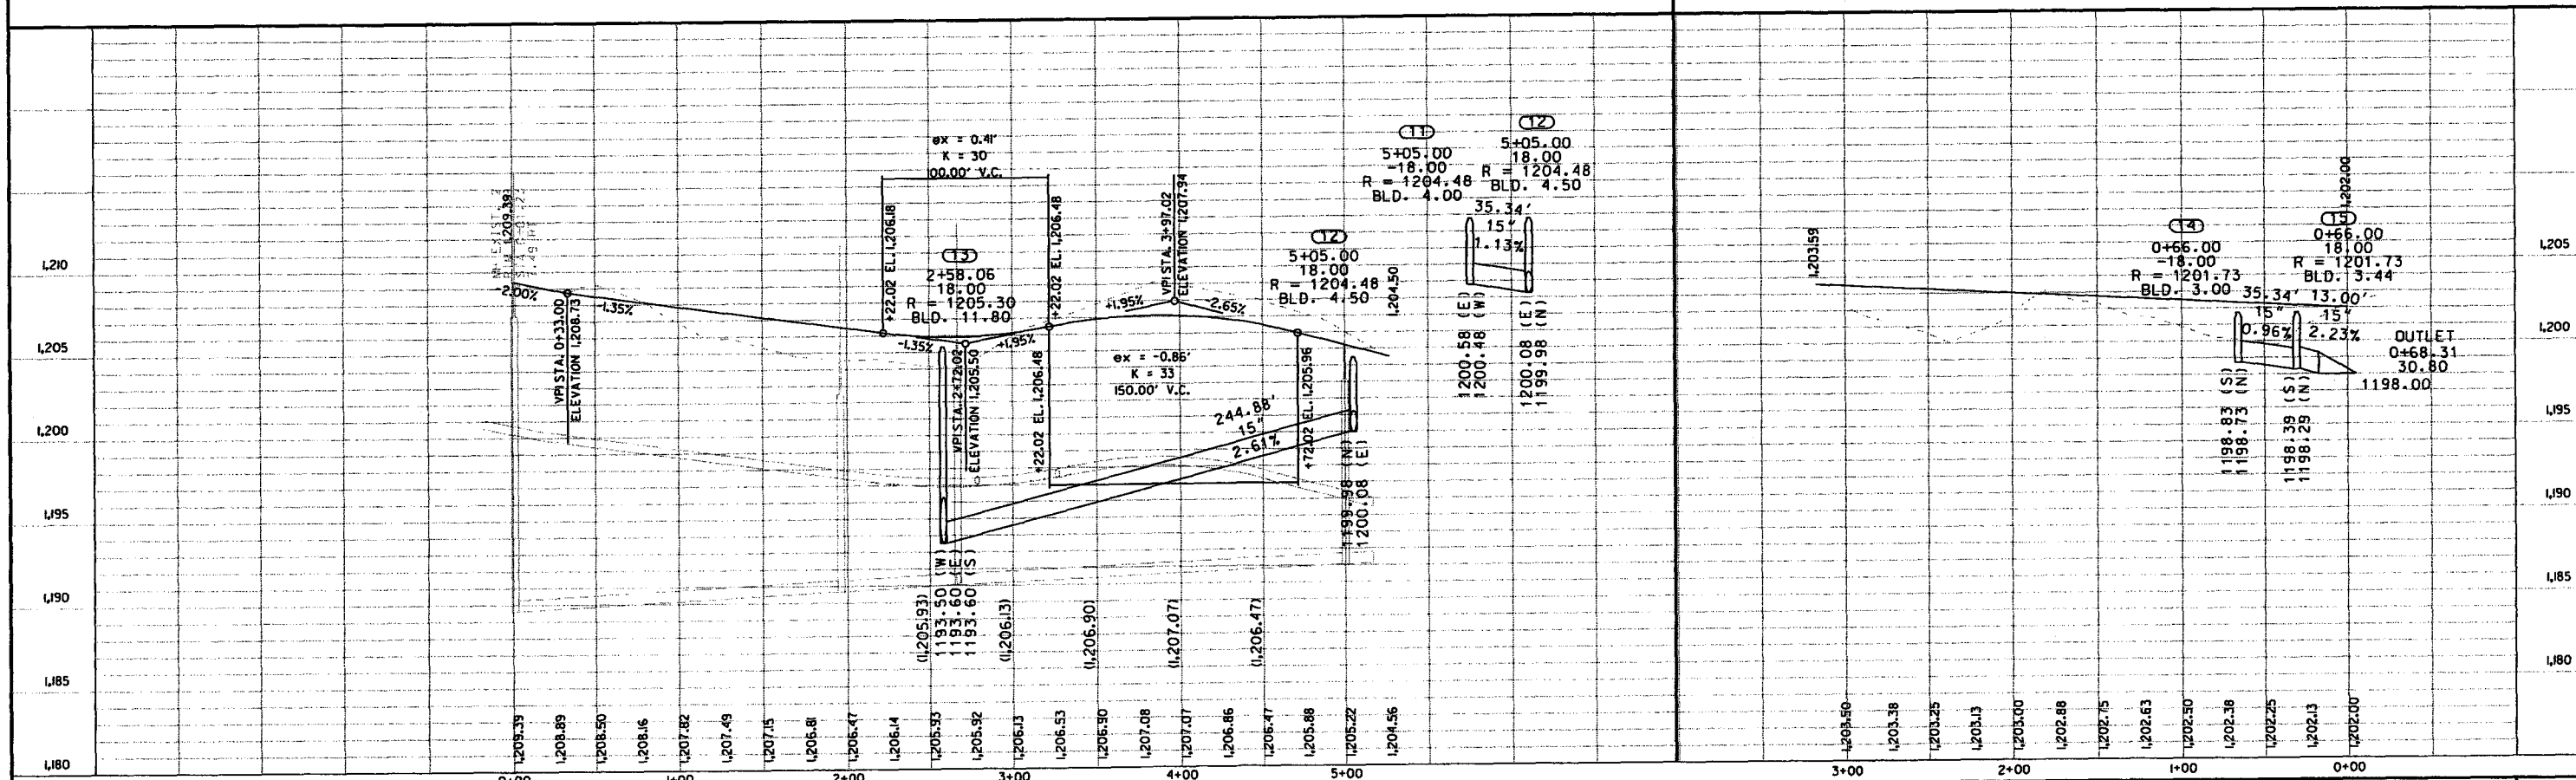 1,210
1,205
1,200
1,195
1,190
1,185
1,180
1,209.39
-2.00%
VPISTA. 0+33.00
ELEVATION 1,208.73
-1.35%
ex = 0.41'
K = 30
00.00' V.C.
+22.02 EL. 1,206.18
+22.02 EL. 1,206.48
13
2+58.06
-18.00
R = 1205.30
BLD. 11.80
-1.35%
+1.95%
VPISTA. 2+72.02
ELEVATION 1,205.50
+22.02 EL. 1,206.48
VPISTA. 3+97.02
ELEVATION 1,207.94
+1.95%
-2.65%
ex = -0.86'
K = 33
150.00' V.C.
+72.02 EL. 1,205.96
244.88'
15"
2.61%
12
5+05.00
18.00
R = 1204.48
BLD. 4.50
1,204.50
1199.98 (N)
1200.08 (E)
11
5+05.00
-18.00
R = 1204.48
BLD. 4.00
12
5+05.00
18.00
R = 1204.48
BLD. 4.50
35.34'
15"
1.13%
1200.58 (E)
1200.48 (W)
1200.08 (E)
1199.98 (N)
(1,205.93)
1193.50 (W)
1193.60 (E)
1193.60 (S)
(1,206.13)
(1,206.90)
(1,207.07)
(1,206.47)
1,209.39
1,208.89
1,208.50
1,208.16
1,207.82
1,207.49
1,207.15
1,206.81
1,206.47
1,206.14
1,205.93
1,205.92
1,206.13
1,206.53
1,206.90
1,207.08
1,207.07
1,206.86
1,206.47
1,205.88
1,205.22
1,204.56
0+00
1+00
2+00
3+00
4+00
5+00
1,203.59
14
0+66.00
-18.00
R = 1201.73
BLD. 3.00
15
0+66.00
18.00
R = 1201.73
BLD. 3.44
1,202.00
35.34'
13.00'
15"
15"
0.96%
2.23%
OUTLET
0+68.31
30.80
1198.00
1198.83 (S)
1198.73 (N)
1198.39 (S)
1198.29 (N)
1,205
1,200
1,195
1,190
1,185
1,180
1,203.50
1,203.38
1,203.25
1,203.13
1,203.00
1,202.88
1,202.75
1,202.63
1,202.50
1,202.38
1,202.25
1,202.13
1,202.00
3+00
2+00
1+00
0+00